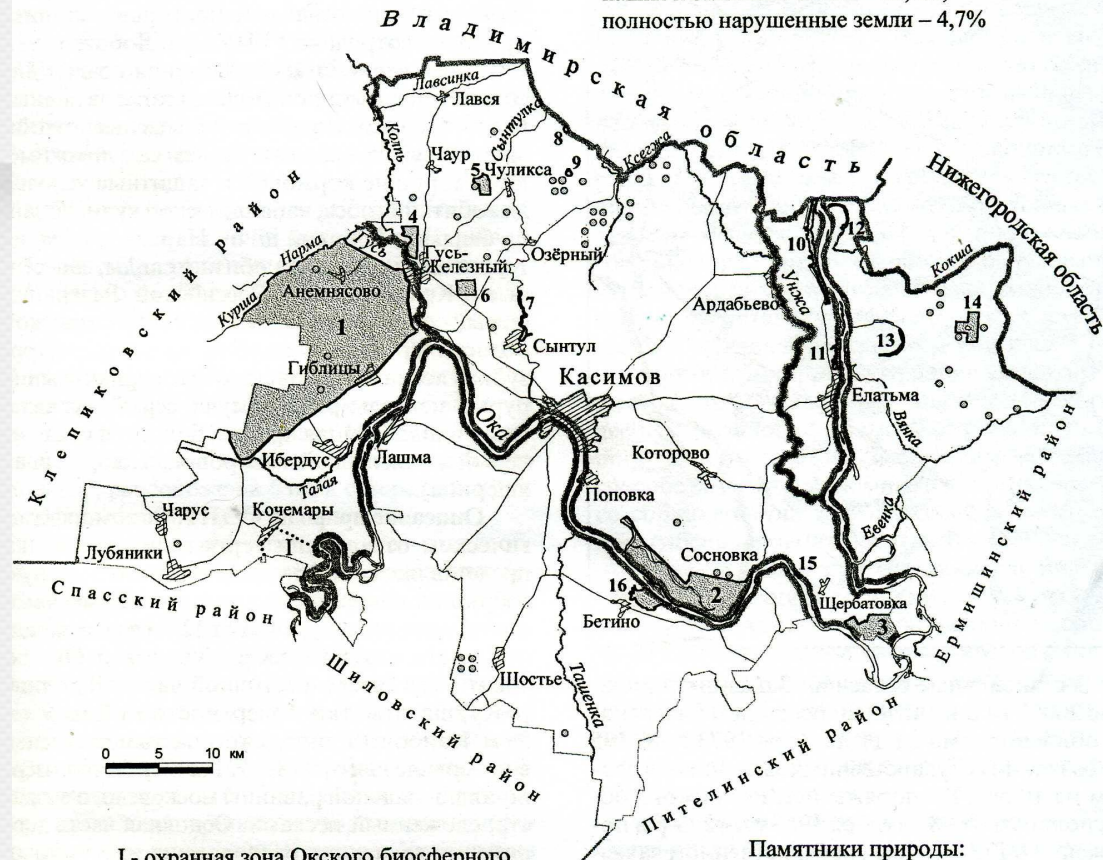 полностью нарушенные земли – 4,7%
Владимирская область
Нижегородская область
Клепиковский район
Лавсинка
Лався
Колпь
Сынтулка
Чаур
8
9
Ксегжа
5
Чуликса
4
Гусь
Гусь-Железный
Норма
Курша
Анемнясово
1
Озёрный
6
7
Ардабьево
Унжа
10
12
Кокша
14
13
11
Сынтул
Гиблицы
Касимов
Елатьма
Вявка
Ока
Ибердус
Лашма
Талая
Которово
Чарус
Кочемары
I
Поповка
Лубяники
Сосновка
15
Евенка
2
16
Бетино
Щербатовка
3
Спасский район
Ермишинский район
Шостье
Ташенка
Шиловский район
Пителинский район
0 5 10 км
I - охранная зона Окского биосферного
Памятники природы: